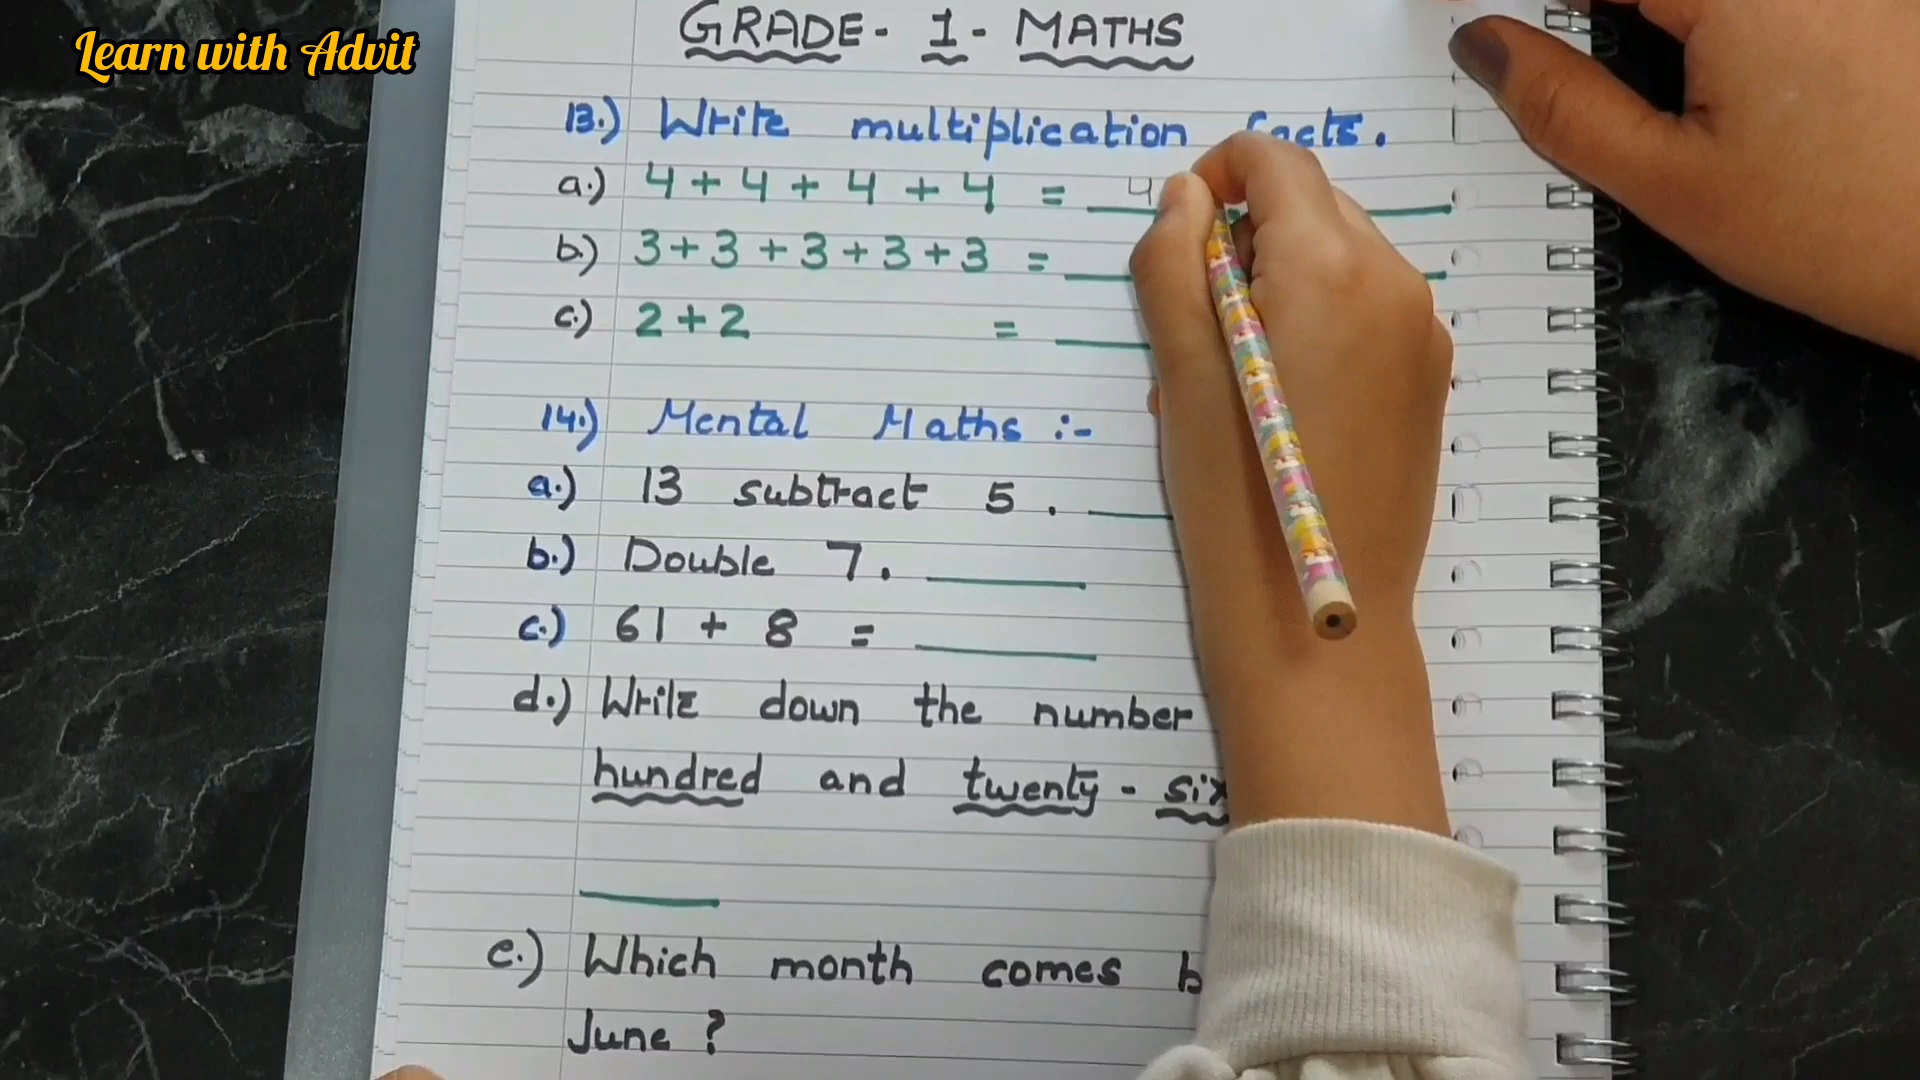 Learn with Advit
GRADE- 1- MATHS
13.) Write multiplication facts.
a.) 4 + 4 + 4 + 4 = 4
b.) 3 + 3 + 3 + 3 + 3 =
c.) 2 + 2 =
14.) Mental Maths :-
a.) 13 subtract 5 .
b.) Double 7 .
c.) 61 + 8 =
d.) Write down the number
hundred and twenty - six
e.) Which month comes b
June ?